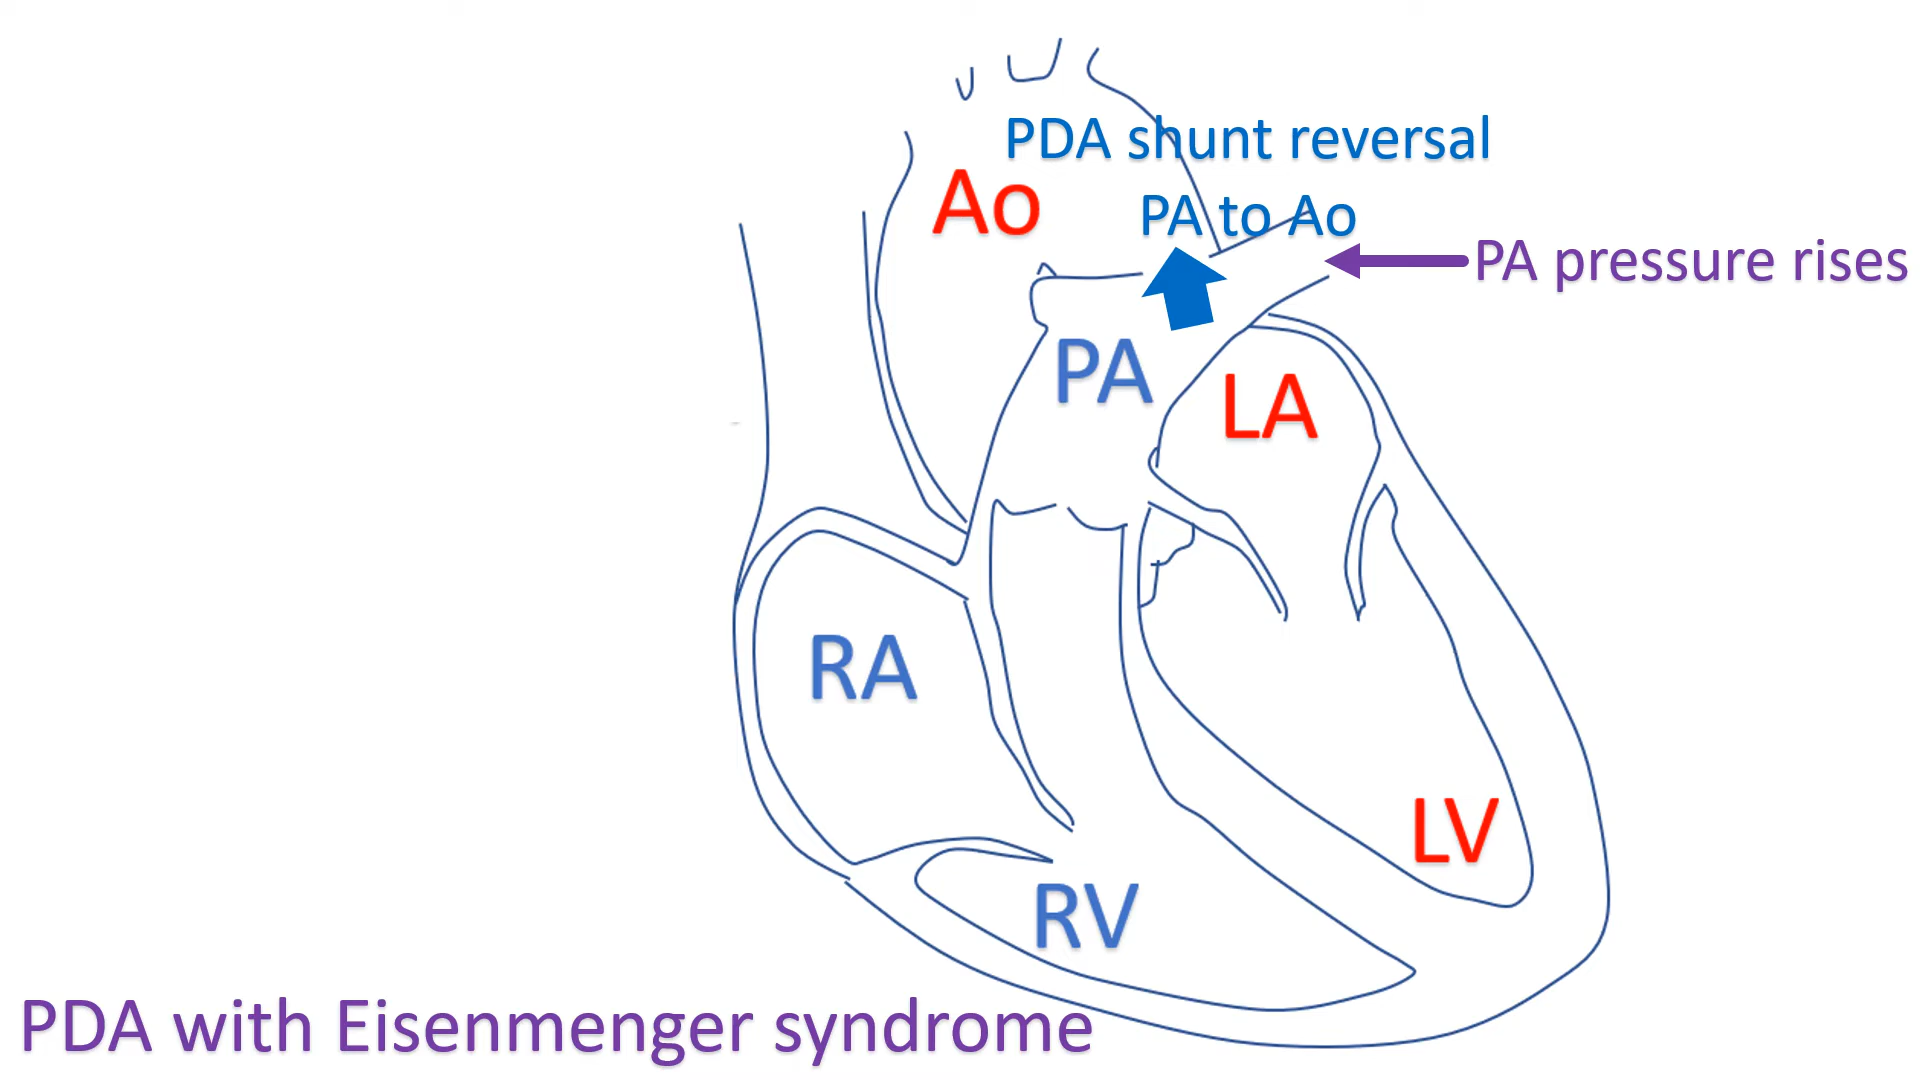 PDA shunt reversal
Ao
PA to Ao
PA pressure rises
PA
LA
RA
LV
RV
PDA with Eisenmenger syndrome